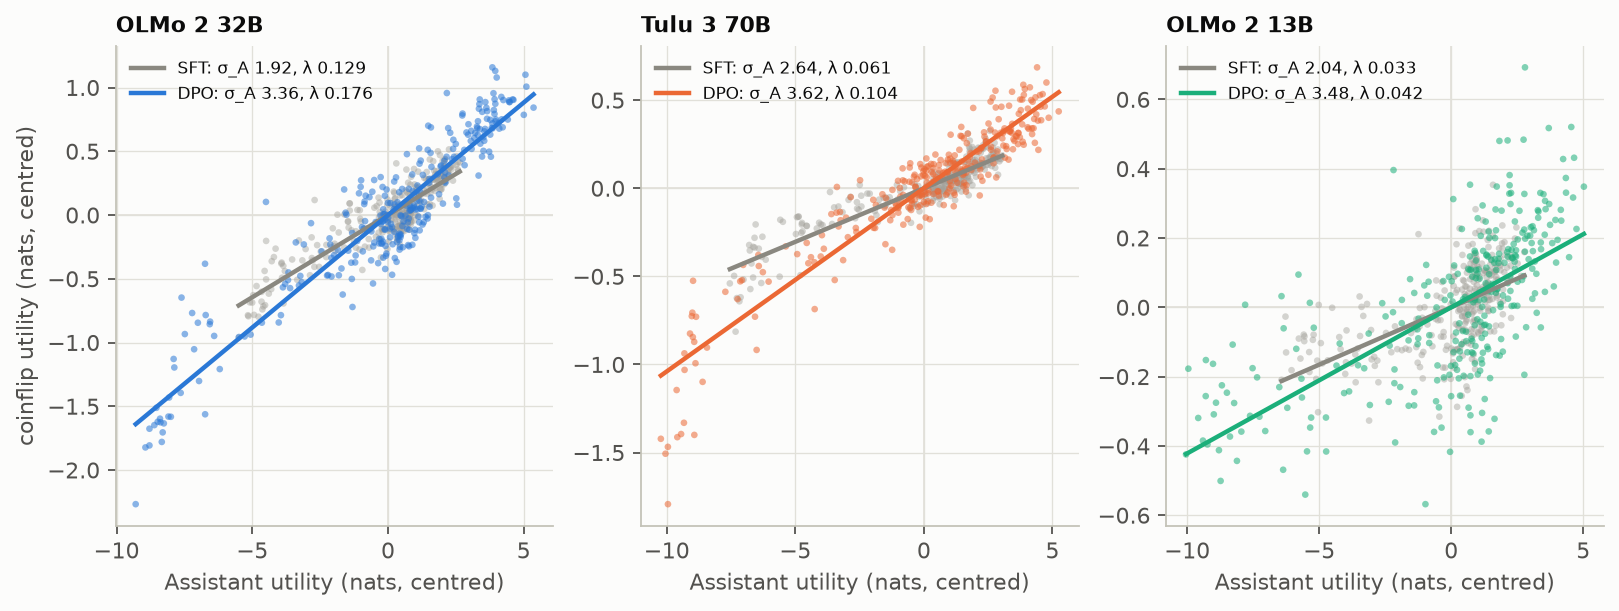 OLMo 2 32B
SFT: σ_A 1.92, λ 0.129
DPO: σ_A 3.36, λ 0.176
coinflip utility (nats, centred)
1.0
0.5
0.0
−0.5
−1.0
−1.5
−2.0
−10
−5
0
5
Assistant utility (nats, centred)
Tulu 3 70B
SFT: σ_A 2.64, λ 0.061
DPO: σ_A 3.62, λ 0.104
0.5
0.0
−0.5
−1.0
−1.5
−10
−5
0
5
Assistant utility (nats, centred)
OLMo 2 13B
SFT: σ_A 2.04, λ 0.033
DPO: σ_A 3.48, λ 0.042
0.6
0.4
0.2
0.0
−0.2
−0.4
−0.6
−10
−5
0
5
Assistant utility (nats, centred)